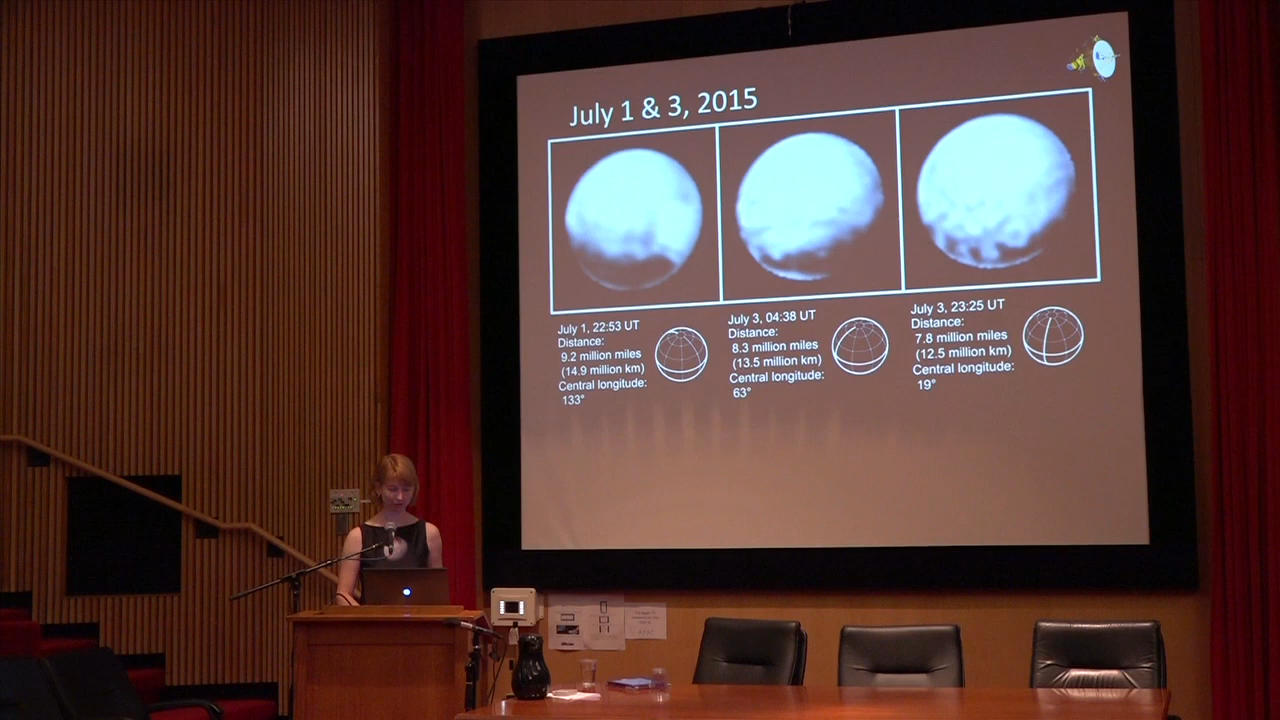 July 1 & 3, 2015
July 1, 22:53 UT
Distance:
9.2 million miles
(14.9 million km)
Central longitude:
133°
July 3, 04:38 UT
Distance:
8.3 million miles
(13.5 million km)
Central longitude:
63°
July 3, 23:25 UT
Distance:
7.8 million miles
(12.5 million km)
Central longitude:
19°